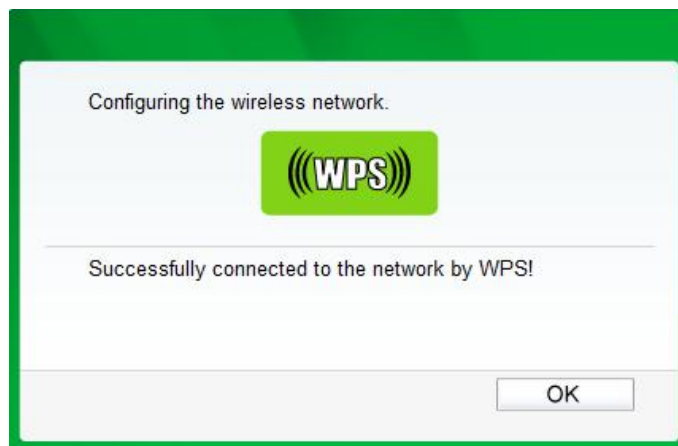 Configuring the wireless network.
(((WPS)))
Successfully connected to the network by WPS!
OK